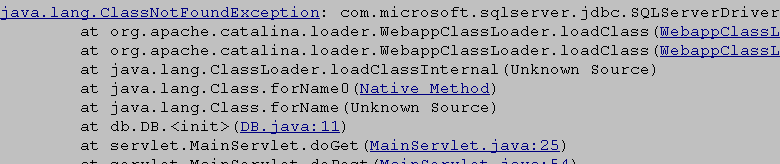 java.lang.ClassNotFoundException: com.microsoft.sqlserver.jdbc.SQLServerDriver
at org.apache.catalina.loader.WebappClassLoader.loadClass(WebappClassL
at org.apache.catalina.loader.WebappClassLoader.loadClass(WebappClassL
at java.lang.ClassLoader.loadClassInternal(Unknown Source)
at java.lang.Class.forName0(Native Method)
at java.lang.Class.forName(Unknown Source)
at db.DB.<init>(DB.java:11)
at servlet.MainServlet.doGet(MainServlet.java:25)
at servlet.MainServlet.doPost(MainServlet.java:54)